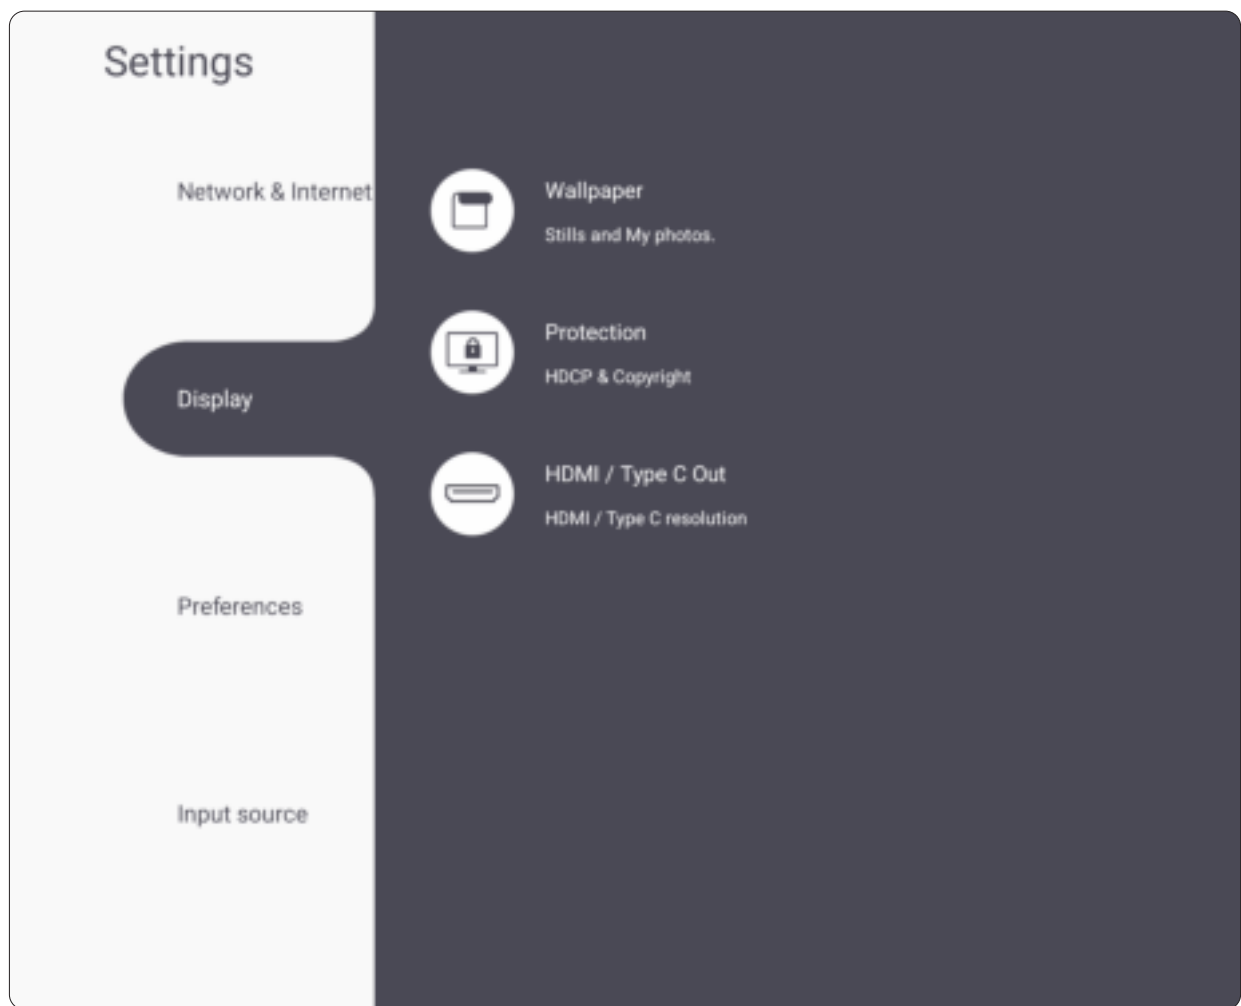 Settings
Network & Internet
Wallpaper
Stills and My photos.
Protection
HDCP & Copyright
Display
HDMI / Type C Out
HDMI / Type C resolution
Preferences
Input source